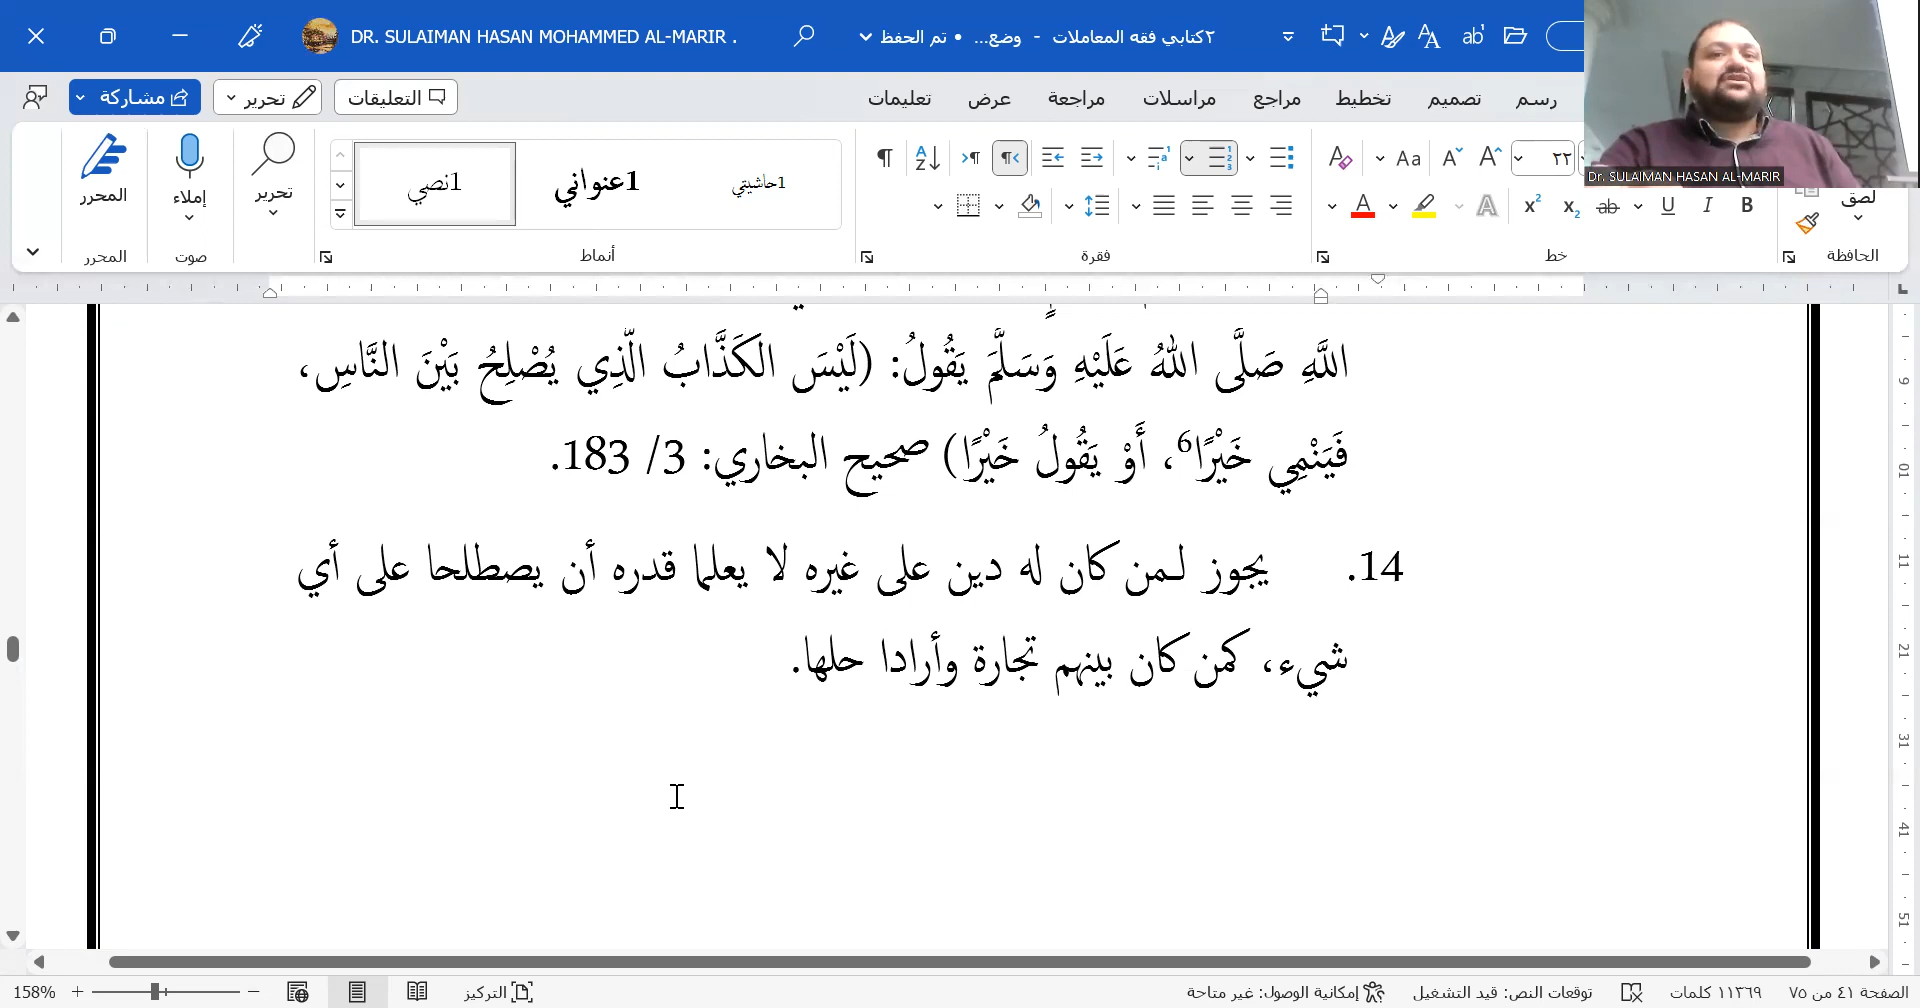 DR. SULAIMAN HASAN MOHAMMED AL-MARIR .
٢كتابي فقه المعاملات - وضع... • تم الحفظ
Dr. SULAIMAN HASAN AL-MARIR
رسم تصميم تخطيط مراجع مراسلات مراجعة عرض تعليمات
التعليقات
تحرير
مشاركة
لصق
٢٢
1حاشيتي
1عنواني
1نصي
تحرير
إملاء
المحرر
الحافظة
خط
فقرة
أنماط
صوت
المحرر
اللَّهِ صَلَّى اللهُ عَلَيْهِ وَسَلَّمَ يَقُولُ: (لَيْسَ الكَذَّابُ الَّذِي يُصْلِحُ بَيْنَ النَّاسِ،
فَيَنْمِي خَيْرًا6، أَوْ يَقُولُ خَيْرًا) صحيح البخاري: 3/ 183.
14. يجوز لـمن كان له دين على غيره لا يعلما قدره أن يصطلحا على أي
شيء، كمن كان بينهم تجارة وأرادا حلها.
الصفحة ٤١ من ٧٥
١١٣٦٩ كلمات
توقعات النص: قيد التشغيل
إمكانية الوصول: غير متاحة
التركيز
158%